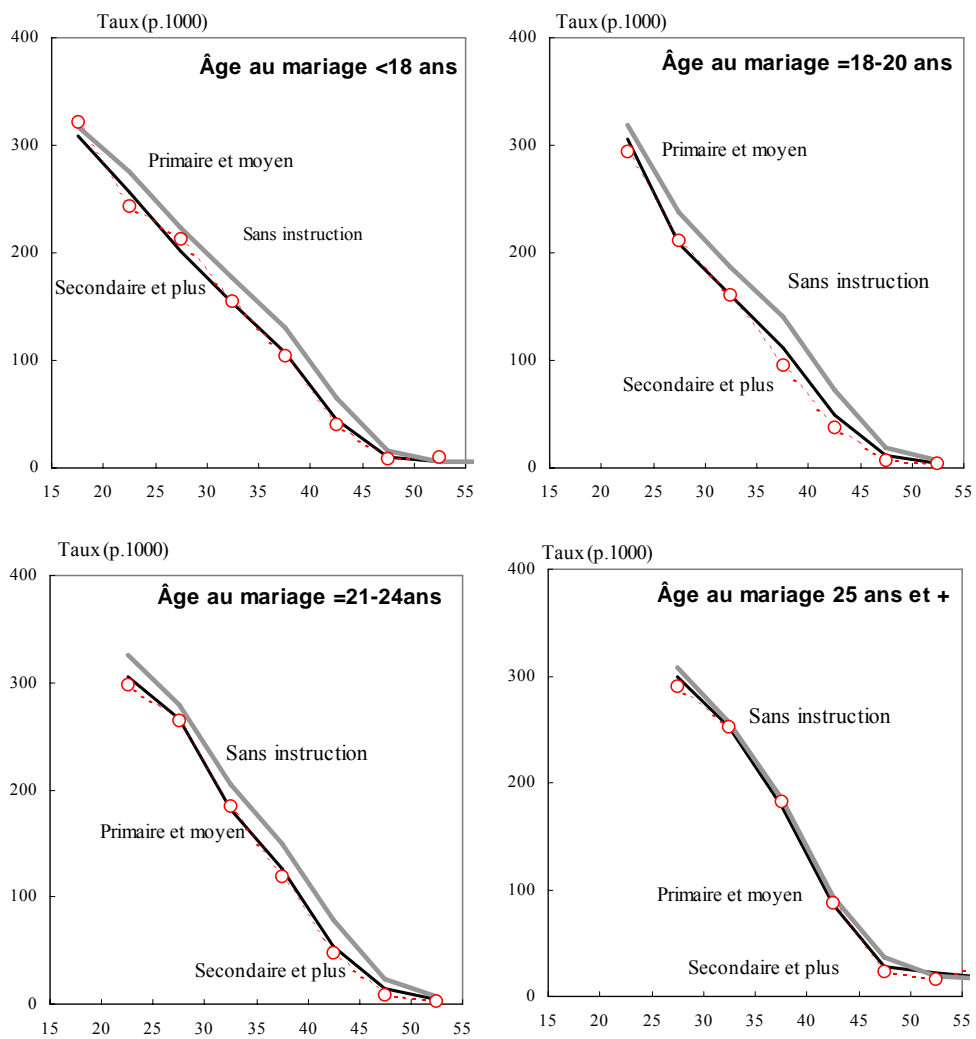 Taux (p.1000)
Âge au mariage <18 ans
400
300
200
100
0
Primaire et moyen
Sans instruction
Secondaire et plus
15 20 25 30 35 40 45 50 55
Taux (p.1000)
Âge au mariage =18-20 ans
400
300
200
100
0
Primaire et moyen
Sans instruction
Secondaire et plus
15 20 25 30 35 40 45 50 55
Taux (p.1000)
Âge au mariage =21-24ans
400
300
200
100
0
Sans instruction
Primaire et moyen
Secondaire et plus
15 20 25 30 35 40 45 50 55
Taux (p.1000)
Âge au mariage 25 ans et +
400
300
200
100
0
Sans instruction
Primaire et moyen
Secondaire et plus
15 20 25 30 35 40 45 50 55